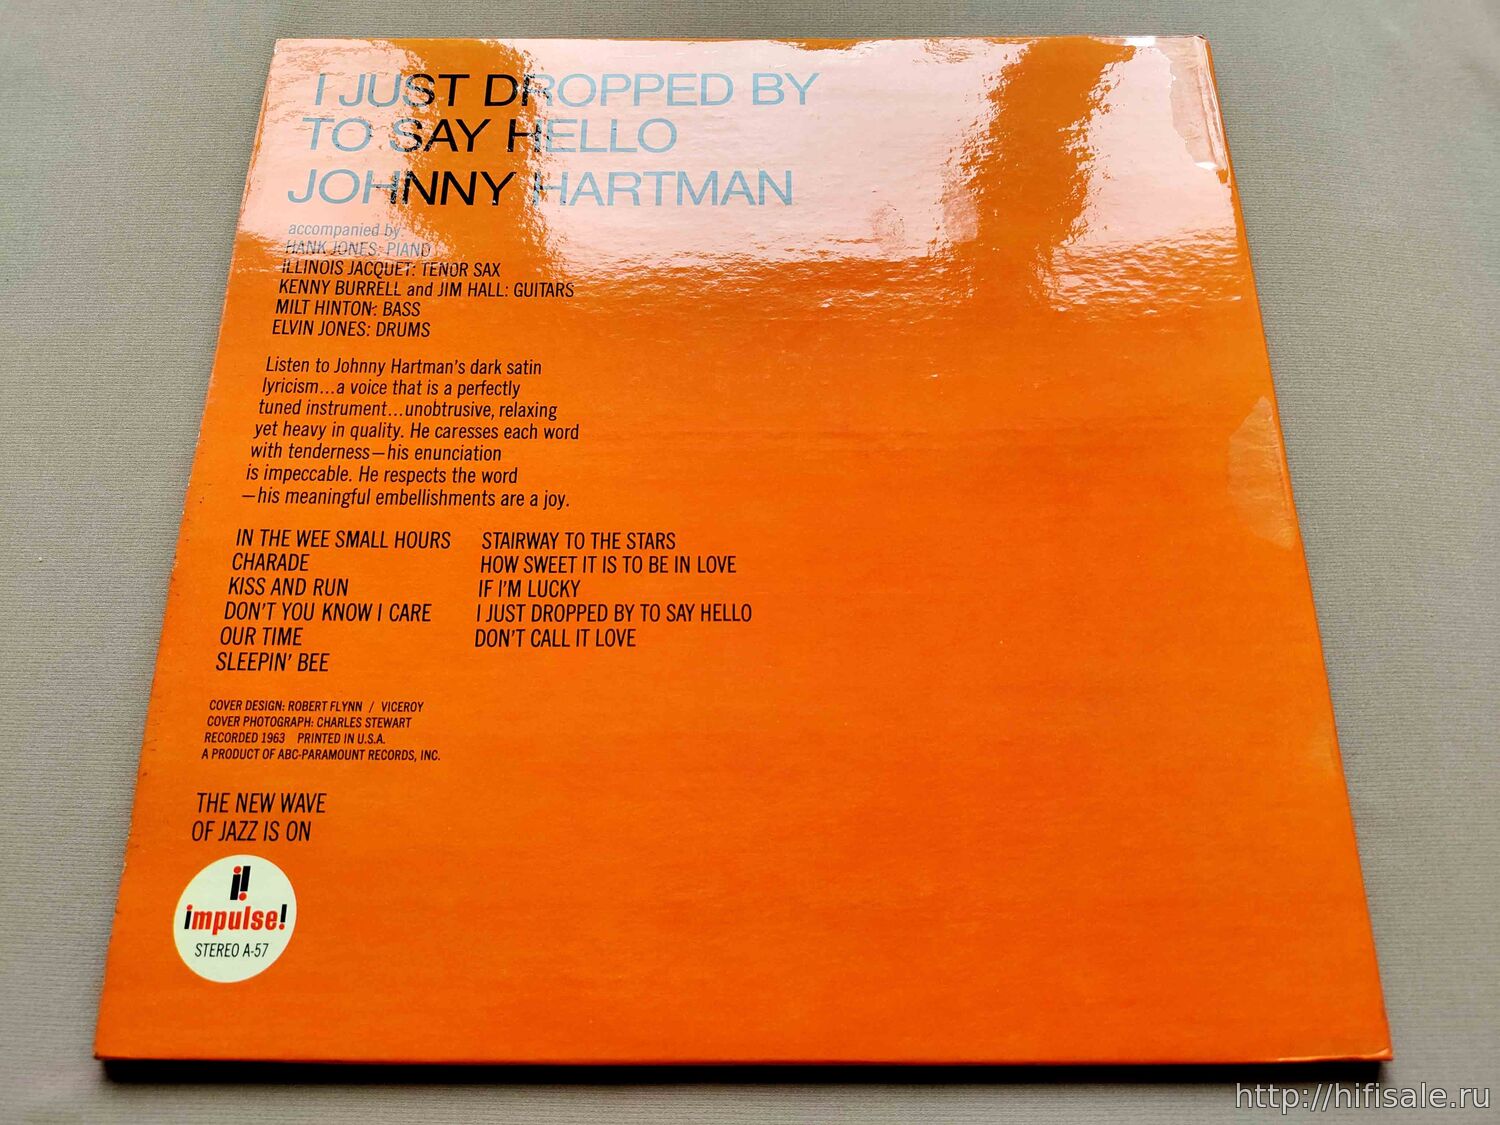 I JUST DROPPED BY
TO SAY HELLO
JOHNNY HARTMAN
accompanied by:
HANK JONES: PIANO
ILLINOIS JACQUET: TENOR SAX
KENNY BURRELL and JIM HALL: GUITARS
MILT HINTON: BASS
ELVIN JONES: DRUMS
Listen to Johnny Hartman's dark satin
lyricism...a voice that is a perfectly
tuned instrument...unobtrusive, relaxing
yet heavy in quality. He caresses each word
with tenderness—his enunciation
is impeccable. He respects the word
—his meaningful embellishments are a joy.
IN THE WEE SMALL HOURS
CHARADE
KISS AND RUN
DON'T YOU KNOW I CARE
OUR TIME
SLEEPIN' BEE
STAIRWAY TO THE STARS
HOW SWEET IT IS TO BE IN LOVE
IF I'M LUCKY
I JUST DROPPED BY TO SAY HELLO
DON'T CALL IT LOVE
COVER DESIGN: ROBERT FLYNN / VICEROY
COVER PHOTOGRAPH: CHARLES STEWART
RECORDED 1963 PRINTED IN U.S.A.
A PRODUCT OF ABC-PARAMOUNT RECORDS, INC.
THE NEW WAVE
OF JAZZ IS ON
i!
impulse!
STEREO A-57
http://hifisale.ru